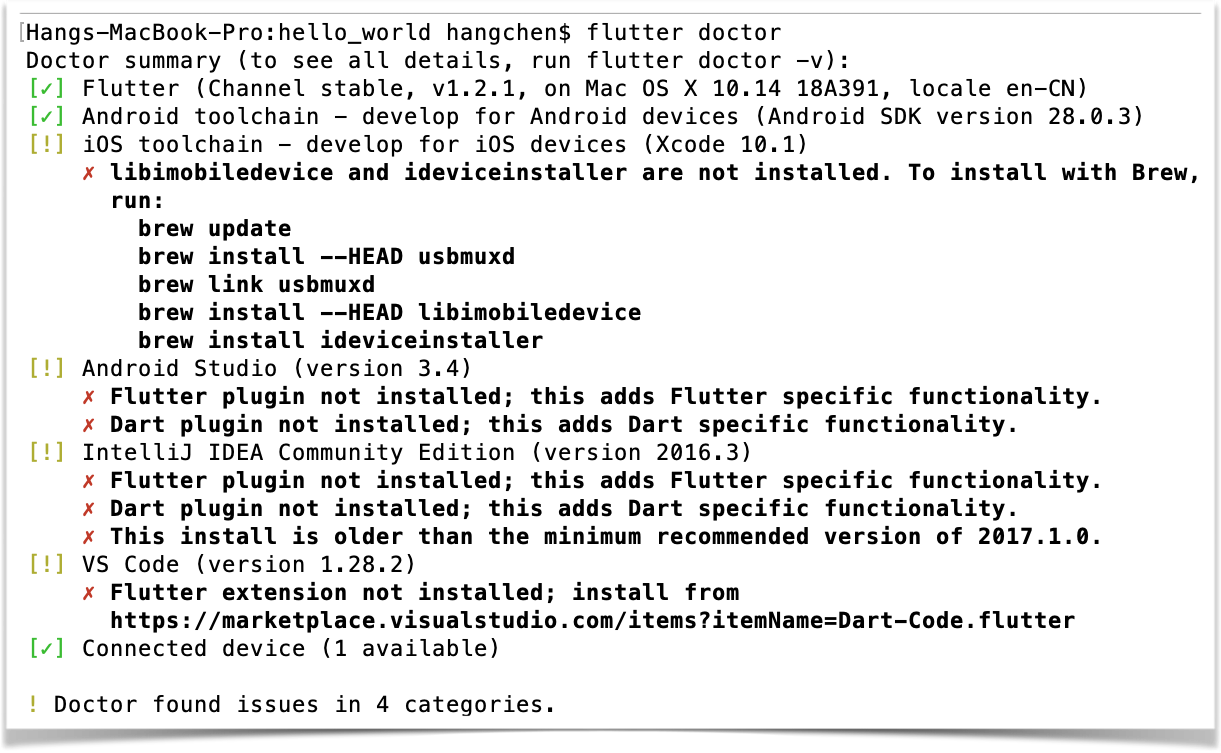 Hangs-MacBook-Pro:hello_world hangchen$ flutter doctor
Doctor summary (to see all details, run flutter doctor -v):
[✓] Flutter (Channel stable, v1.2.1, on Mac OS X 10.14 18A391, locale en-CN)
[✓] Android toolchain - develop for Android devices (Android SDK version 28.0.3)
[!] iOS toolchain - develop for iOS devices (Xcode 10.1)
    ✗ libimobiledevice and ideviceinstaller are not installed. To install with Brew,
      run:
        brew update
        brew install --HEAD usbmuxd
        brew link usbmuxd
        brew install --HEAD libimobiledevice
        brew install ideviceinstaller
[!] Android Studio (version 3.4)
    ✗ Flutter plugin not installed; this adds Flutter specific functionality.
    ✗ Dart plugin not installed; this adds Dart specific functionality.
[!] IntelliJ IDEA Community Edition (version 2016.3)
    ✗ Flutter plugin not installed; this adds Flutter specific functionality.
    ✗ Dart plugin not installed; this adds Dart specific functionality.
    ✗ This install is older than the minimum recommended version of 2017.1.0.
[!] VS Code (version 1.28.2)
    ✗ Flutter extension not installed; install from
      https://marketplace.visualstudio.com/items?itemName=Dart-Code.flutter
[✓] Connected device (1 available)

! Doctor found issues in 4 categories.